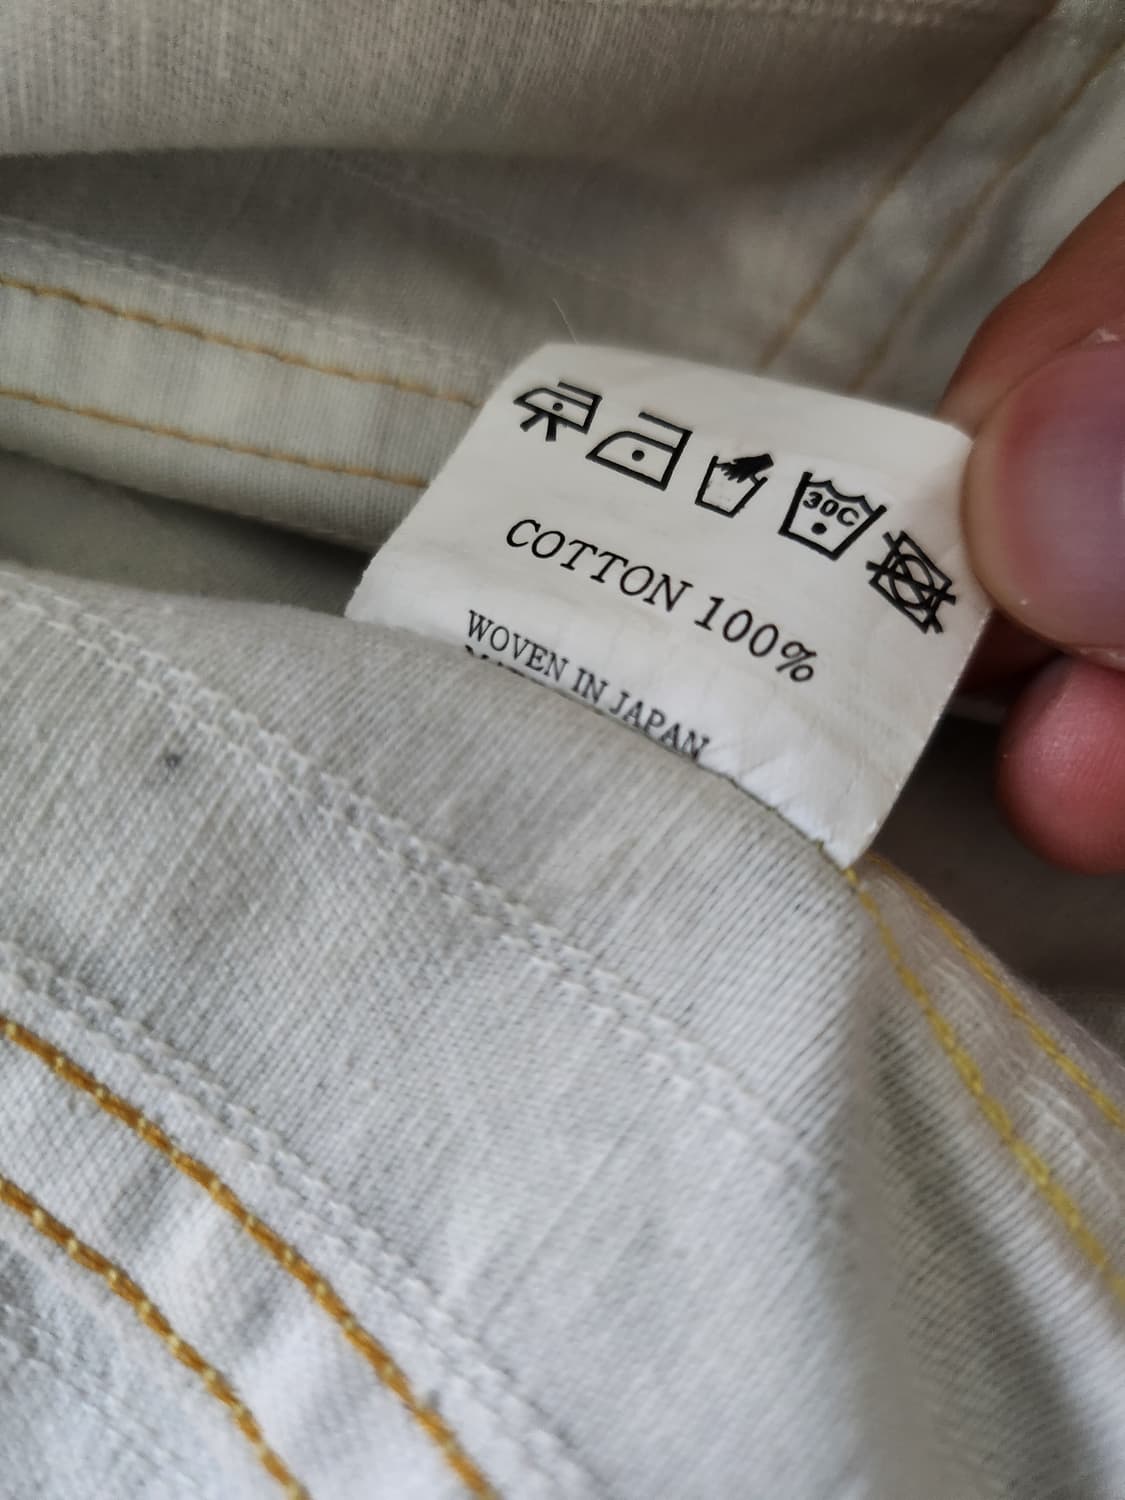 30C
COTTON 100%
WOVEN IN JAPAN